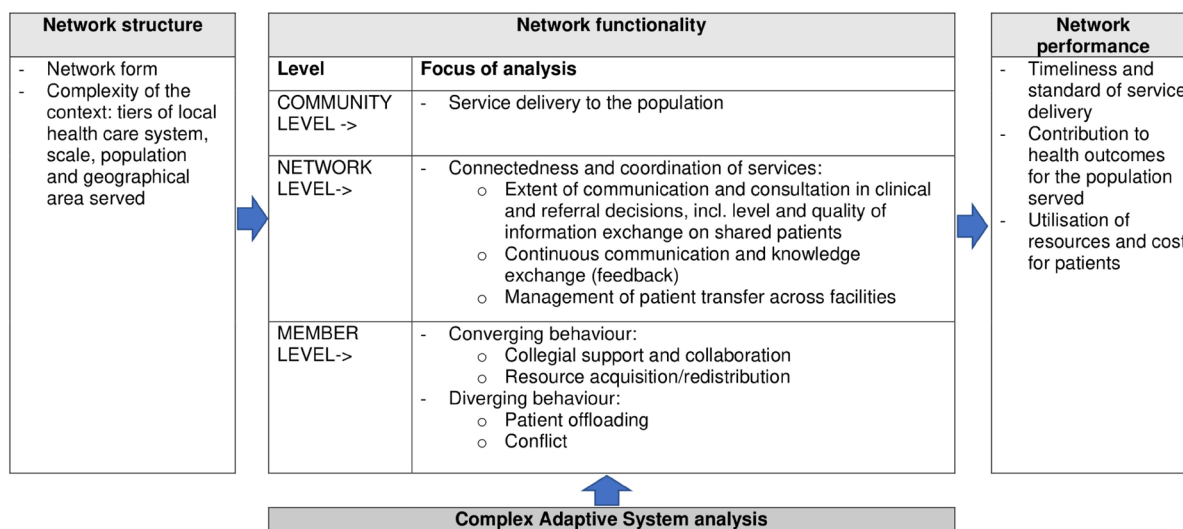 Network structure
- Network form
- Complexity of the
context: tiers of local
health care system,
scale, population
and geographical
area served
Network functionality
Level
Focus of analysis
COMMUNITY
LEVEL ->
- Service delivery to the population
NETWORK
LEVEL->
- Connectedness and coordination of services:
o Extent of communication and consultation in clinical
and referral decisions, incl. level and quality of
information exchange on shared patients
o Continuous communication and knowledge
exchange (feedback)
o Management of patient transfer across facilities
MEMBER
LEVEL->
- Converging behaviour:
o Collegial support and collaboration
o Resource acquisition/redistribution
- Diverging behaviour:
o Patient offloading
o Conflict
Network
performance
- Timeliness and
standard of service
delivery
- Contribution to
health outcomes
for the population
served
- Utilisation of
resources and cost
for patients
Complex Adaptive System analysis